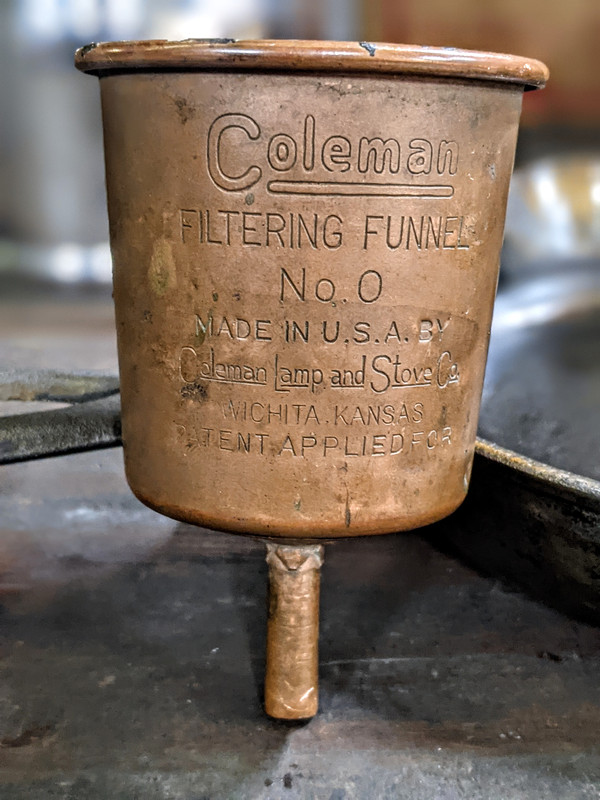 Coleman
FILTERING FUNNEL
No. 0
MADE IN U.S.A. BY
Coleman Lamp and Stove Co.
WICHITA, KANSAS
PATENT APPLIED FOR